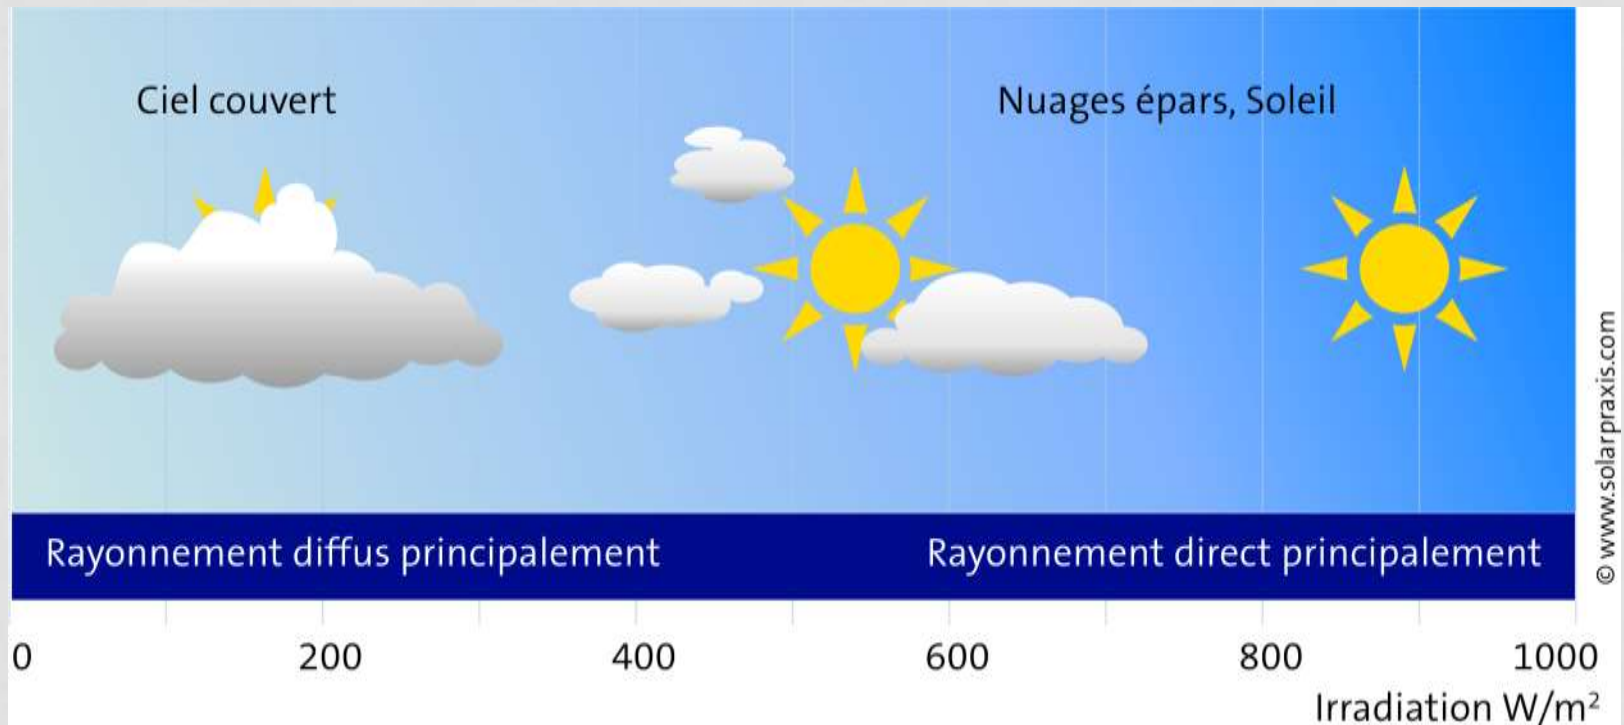 Ciel couvert
Nuages épars, Soleil
Rayonnement diffus principalement
Rayonnement direct principalement
0 200 400 600 800 1000
Irradiation W/m²
© www.solarpraxis.com